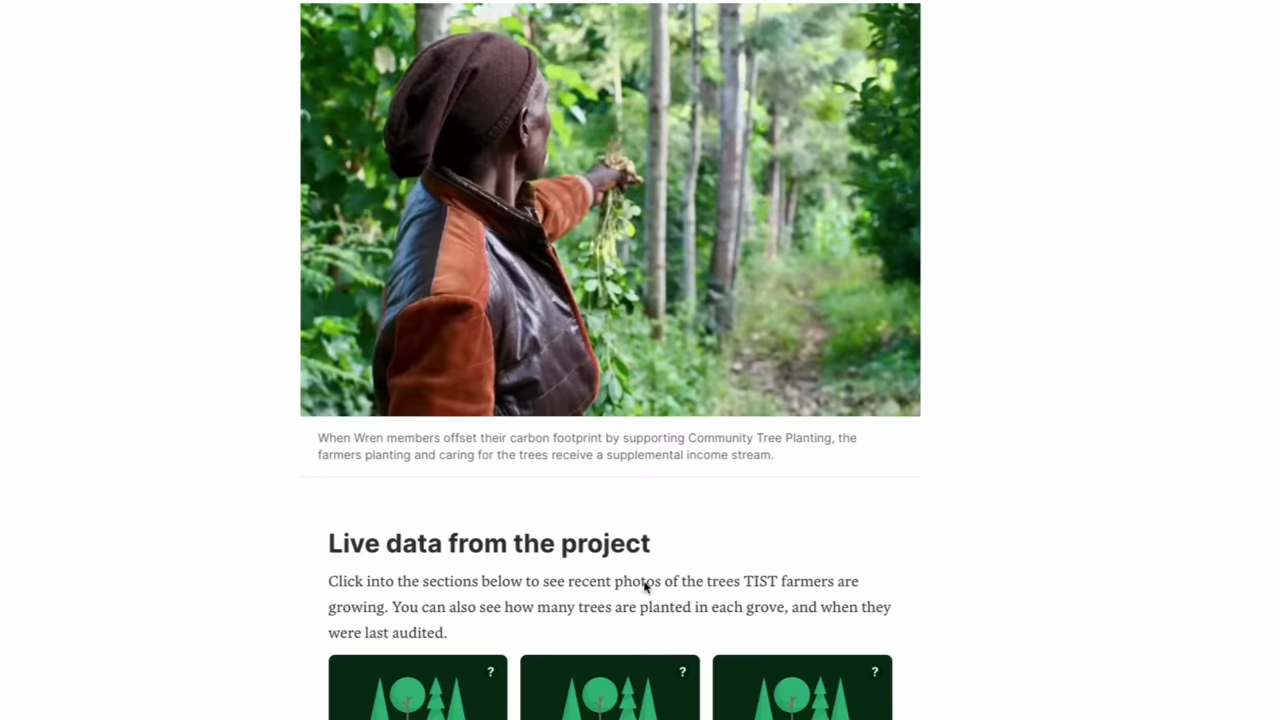 When Wren members offset their carbon footprint by supporting Community Tree Planting, the
farmers planting and caring for the trees receive a supplemental income stream.
Live data from the project
Click into the sections below to see recent photos of the trees TIST farmers are
growing. You can also see how many trees are planted in each grove, and when they
were last audited.
? ? ?